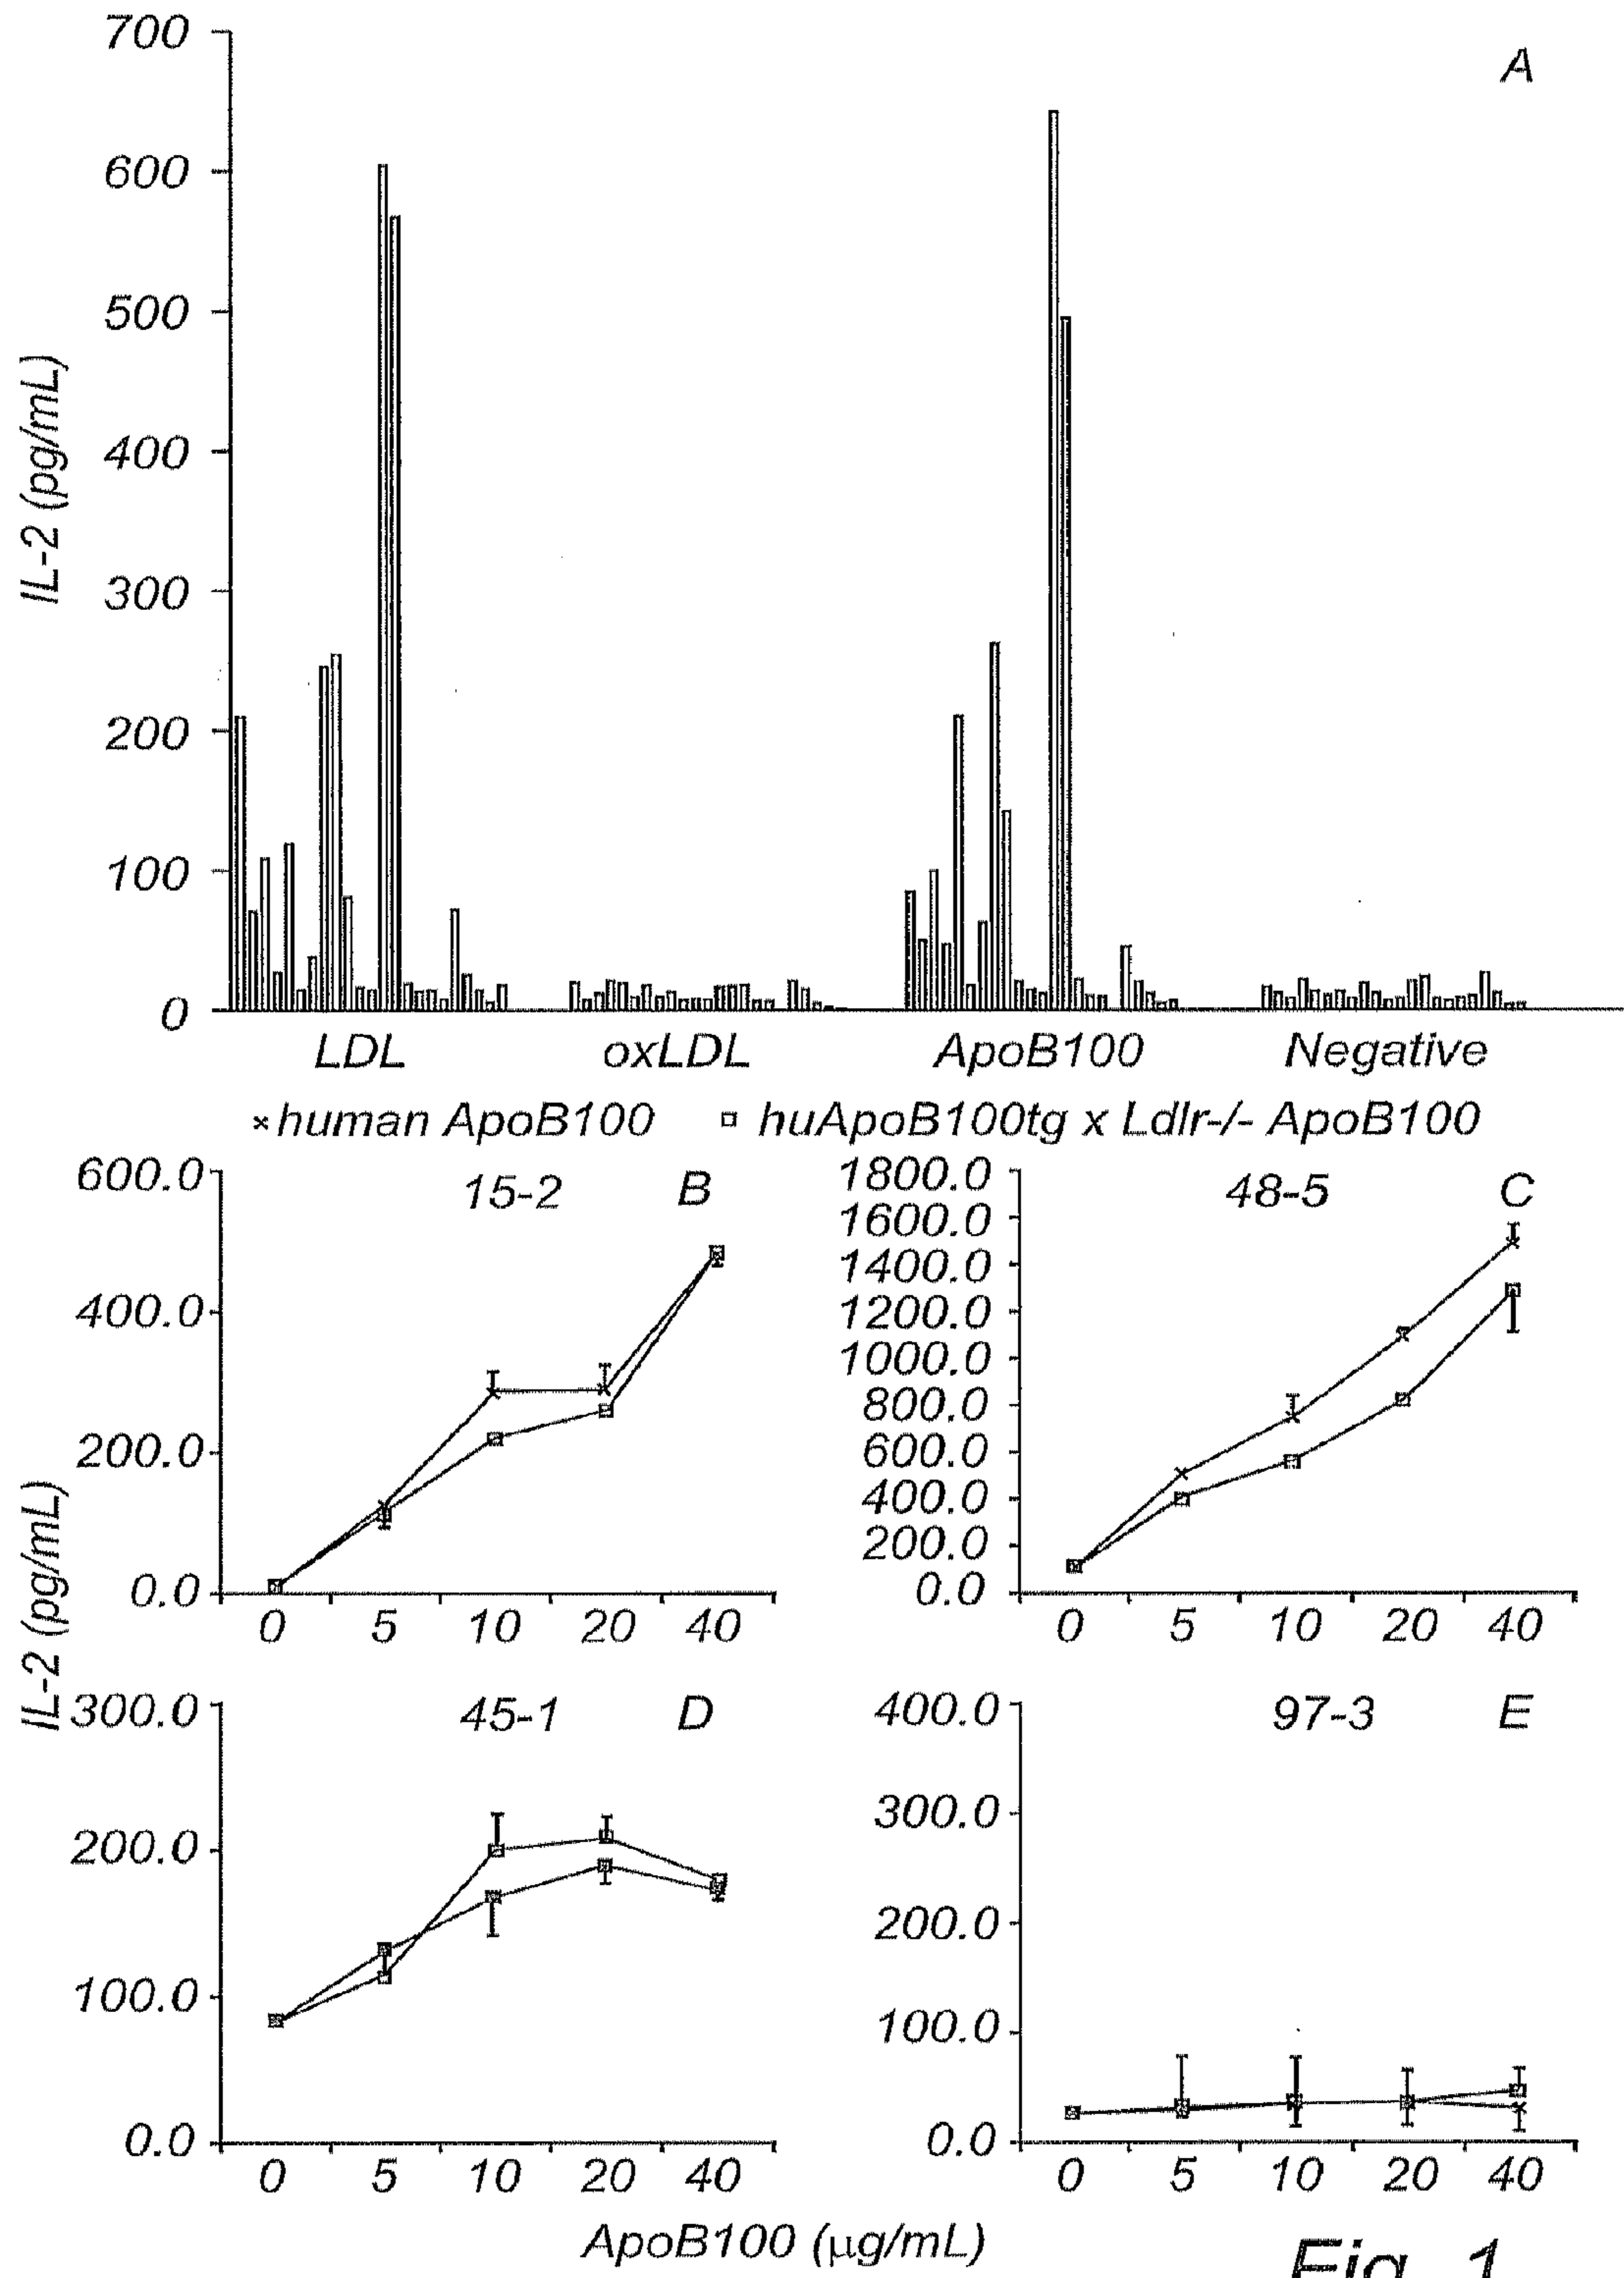 A
IL-2 (pg/mL)
700
600
500
400
300
200
100
0
LDL oxLDL ApoB100 Negative
× human ApoB100 □ huApoB100tg x Ldlr-/- ApoB100
IL-2 (pg/mL)
15-2 B
600.0
400.0
200.0
0.0
0 5 10 20 40
48-5 C
1800.0
1600.0
1400.0
1200.0
1000.0
800.0
600.0
400.0
200.0
0.0
0 5 10 20 40
45-1 D
300.0
200.0
100.0
0.0
0 5 10 20 40
97-3 E
400.0
300.0
200.0
100.0
0.0
0 5 10 20 40
ApoB100 (µg/mL)
Fig. 1